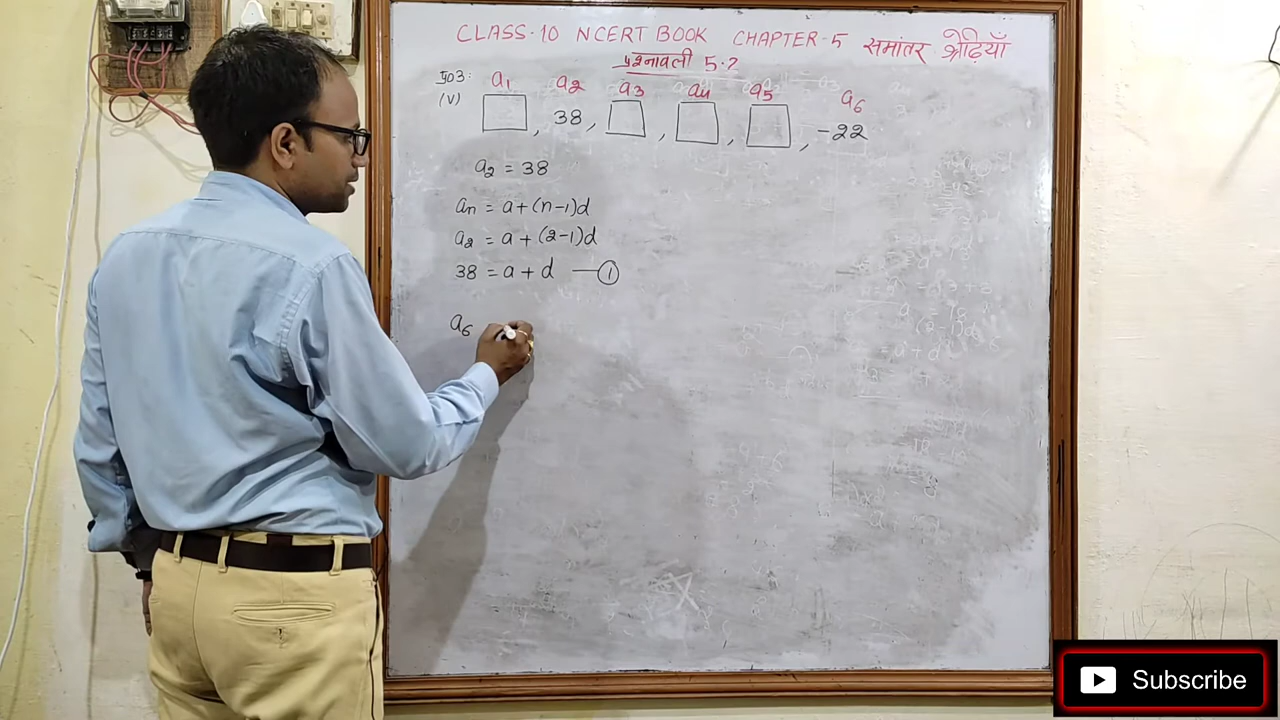 CLASS-10 NCERT BOOK CHAPTER-5 समांतर श्रेढ़ियाँ
प्रश्नावली 5.2
प्र03:
(V)
a1 a2 a3 a4 a5 a6
, 38, , , , -22
a2 = 38
an = a+(n-1)d
a2 = a+(2-1)d
38 = a+d —①
a6
Subscribe